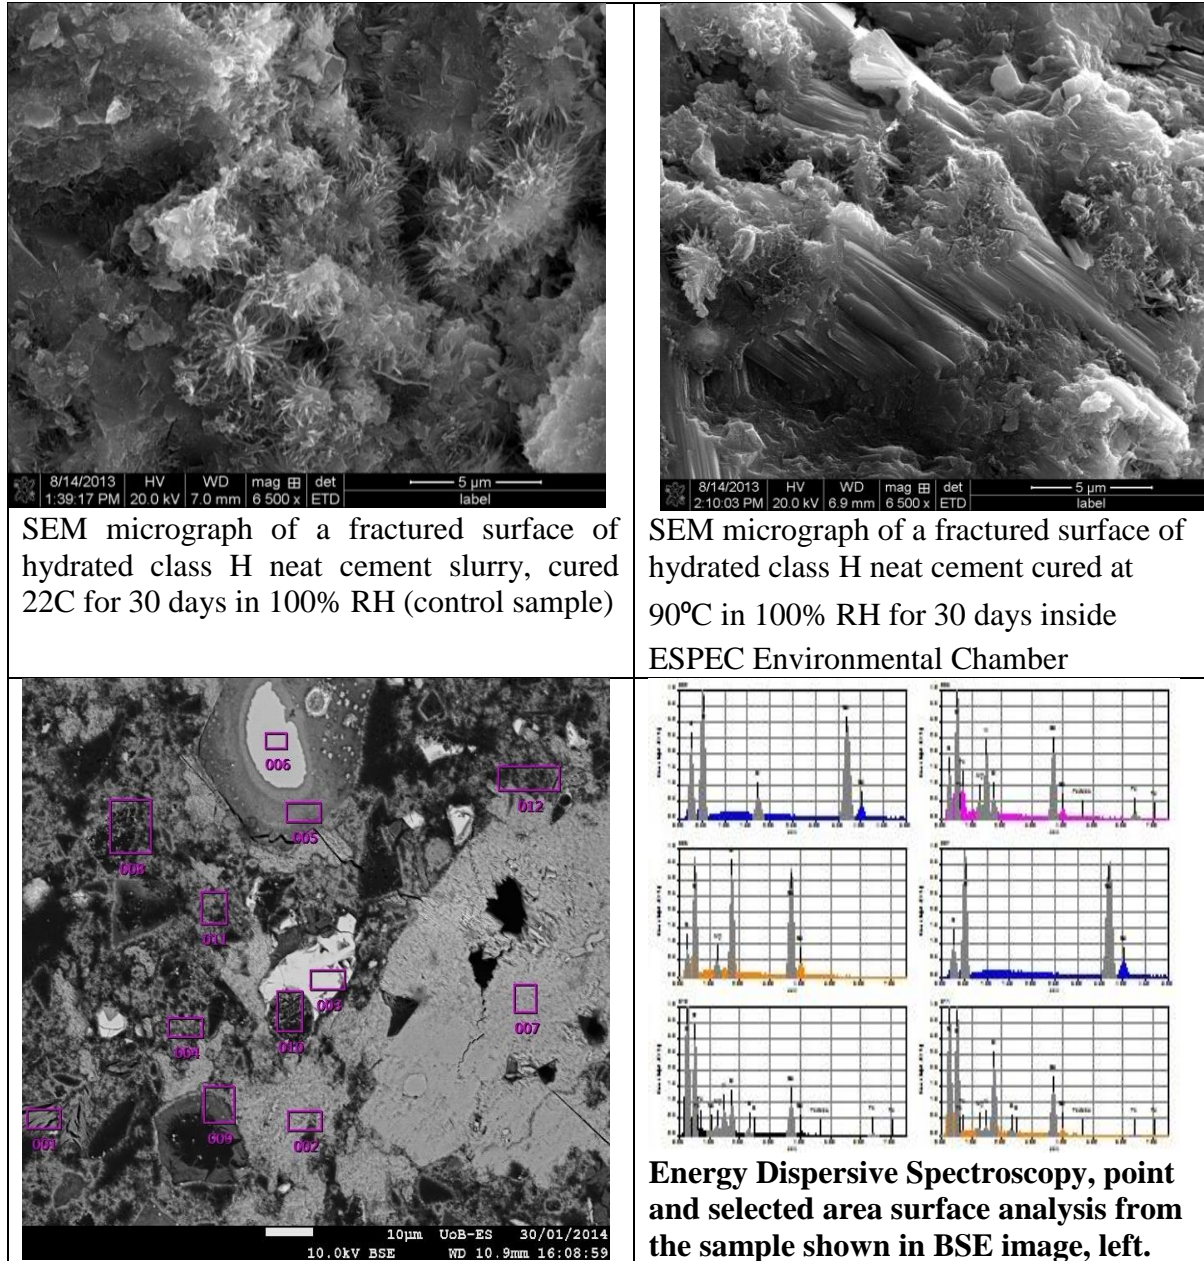 8/14/2013 HV WD mag det 5 µm
1:39:17 PM 20.0 kV 7.0 mm 6 500 x ETD label
SEM micrograph of a fractured surface of
hydrated class H neat cement slurry, cured
22C for 30 days in 100% RH (control sample)
8/14/2013 HV WD mag det 5 µm
2:10:03 PM 20.0 kV 6.9 mm 6 500 x ETD label
SEM micrograph of a fractured surface of
hydrated class H neat cement cured at
90⁰C in 100% RH for 30 days inside
ESPEC Environmental Chamber
006
012
005
008
011
003
007
004
010
001
009
002
10µm UoB-ES 30/01/2014
10.0kV BSE WD 10.9mm 16:08:59
Energy Dispersive Spectroscopy, point
and selected area surface analysis from
the sample shown in BSE image, left.